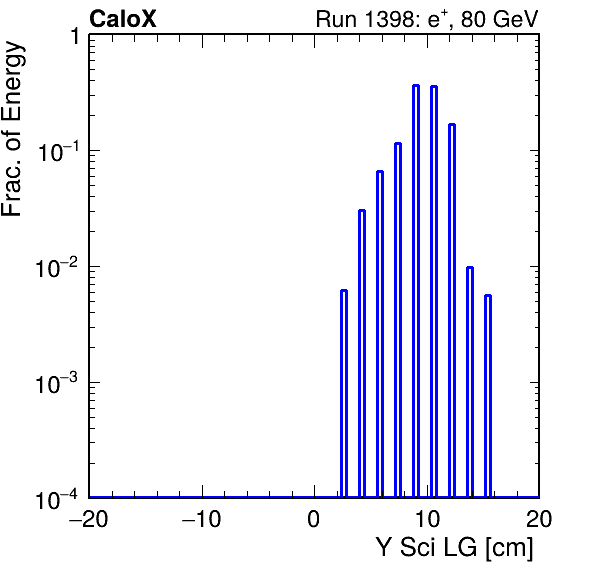 CaloX
Run 1398: e⁺, 80 GeV
Frac. of Energy
1
10⁻¹
10⁻²
10⁻³
10⁻⁴
−20
−10
0
10
20
Y Sci LG [cm]